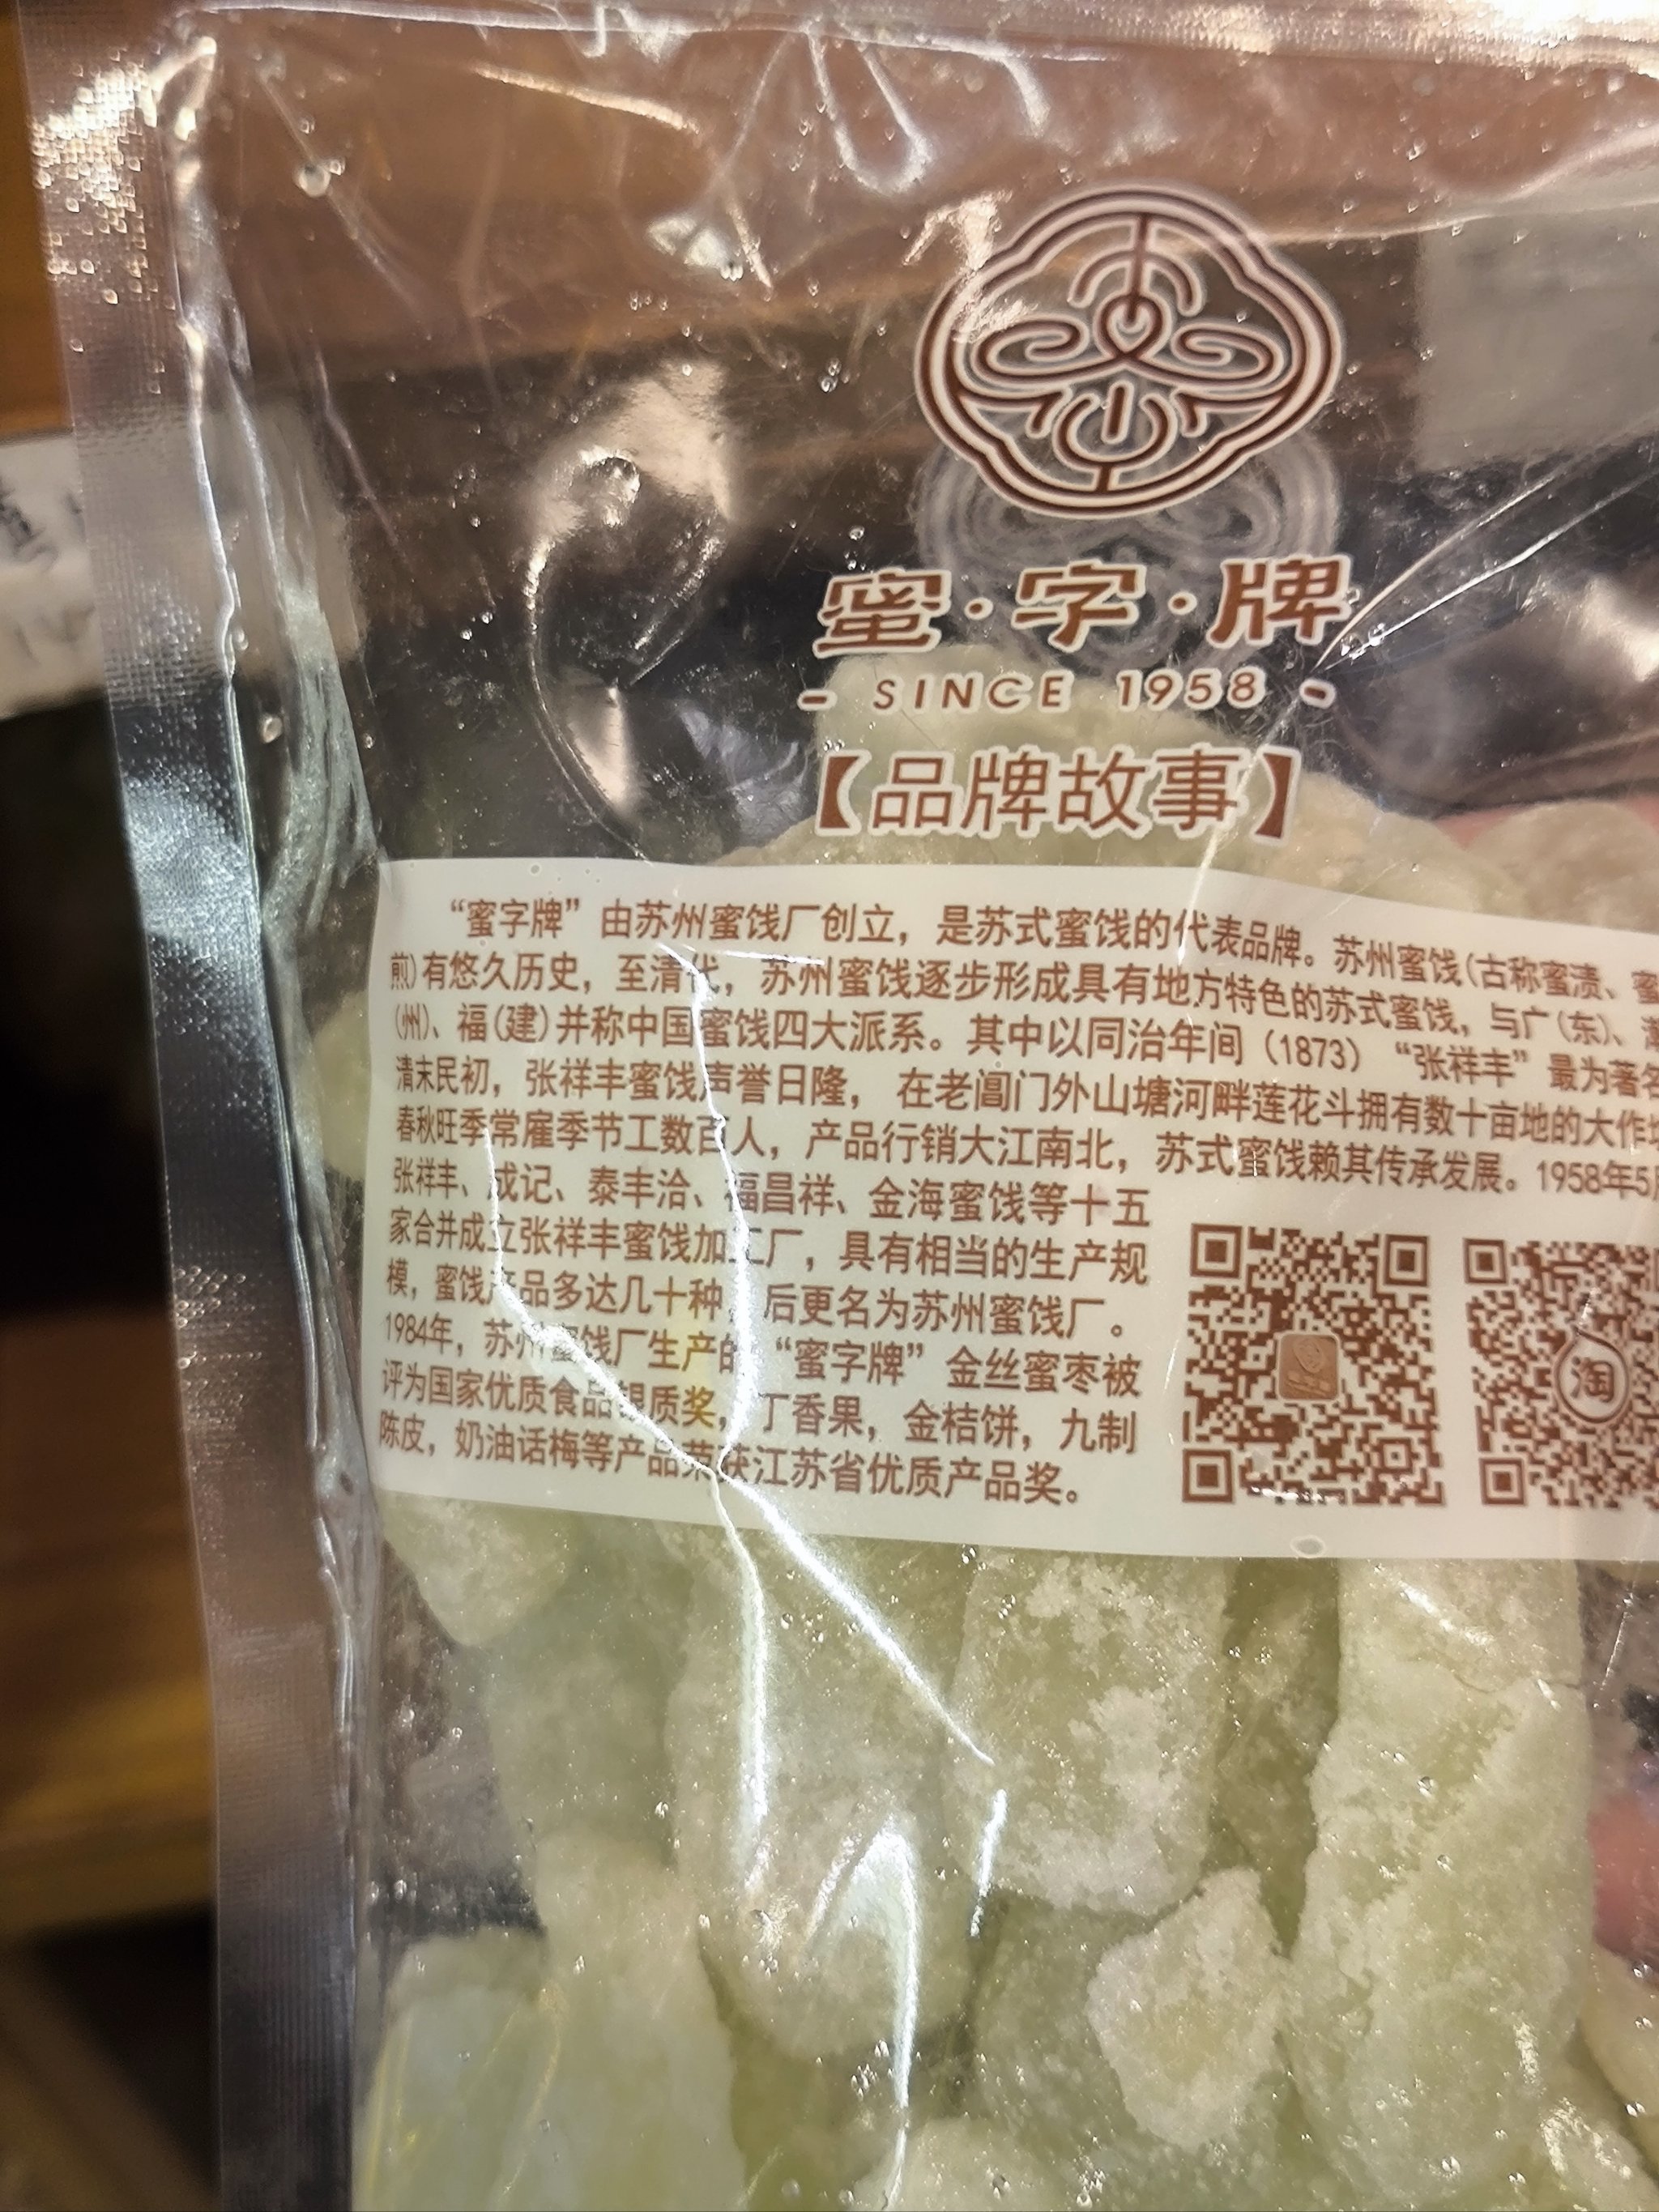 蜜·字·牌
- SINCE 1958 -
【品牌故事】
“蜜字牌”由苏州蜜饯厂创立，是苏式蜜饯的代表品牌。苏州蜜饯(古称蜜渍、蜜
煎)有悠久历史，至清代，苏州蜜饯逐步形成具有地方特色的苏式蜜饯，与广(东)、
(州)、福(建)并称中国蜜饯四大派系。其中以同治年间（1873）“张祥丰”最为著名
清末民初，张祥丰蜜饯声誉日隆，在老阊门外山塘河畔莲花斗拥有数十亩地的大作
春秋旺季常雇季节工数百人，产品行销大江南北，苏式蜜饯赖其传承发展。1958年5月
张祥丰、成记、泰丰洽、福昌祥、金海蜜饯等十五
家合并成立张祥丰蜜饯加工厂，具有相当的生产规
模，蜜饯产品多达几十种，后更名为苏州蜜饯厂。
1984年，苏州蜜饯厂生产的“蜜字牌”金丝蜜枣被
评为国家优质食品银质奖，丁香果，金桔饼，九制
陈皮，奶油话梅等产品荣获江苏省优质产品奖。
淘